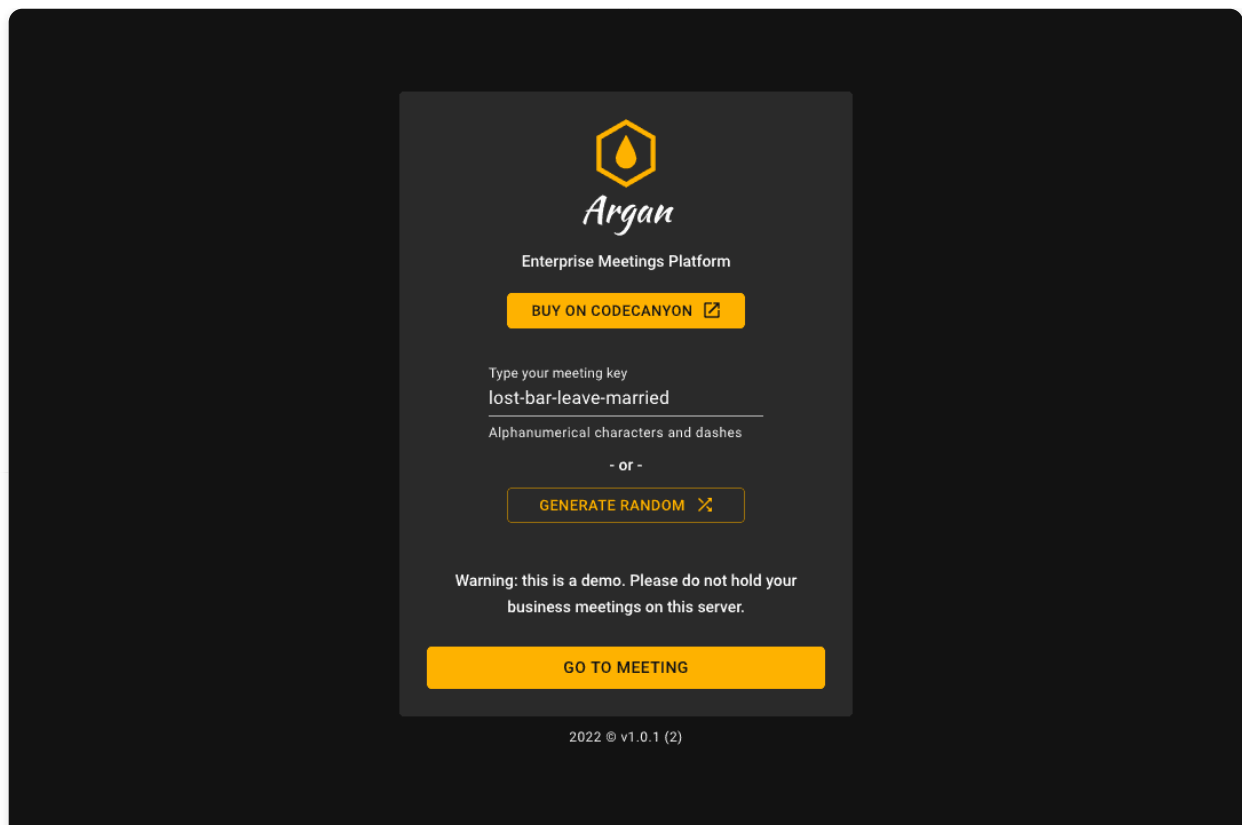 Argan
Enterprise Meetings Platform
BUY ON CODECANYON
Type your meeting key
lost-bar-leave-married
Alphanumerical characters and dashes
- or -
GENERATE RANDOM
Warning: this is a demo. Please do not hold your
business meetings on this server.
GO TO MEETING
2022 © v1.0.1 (2)